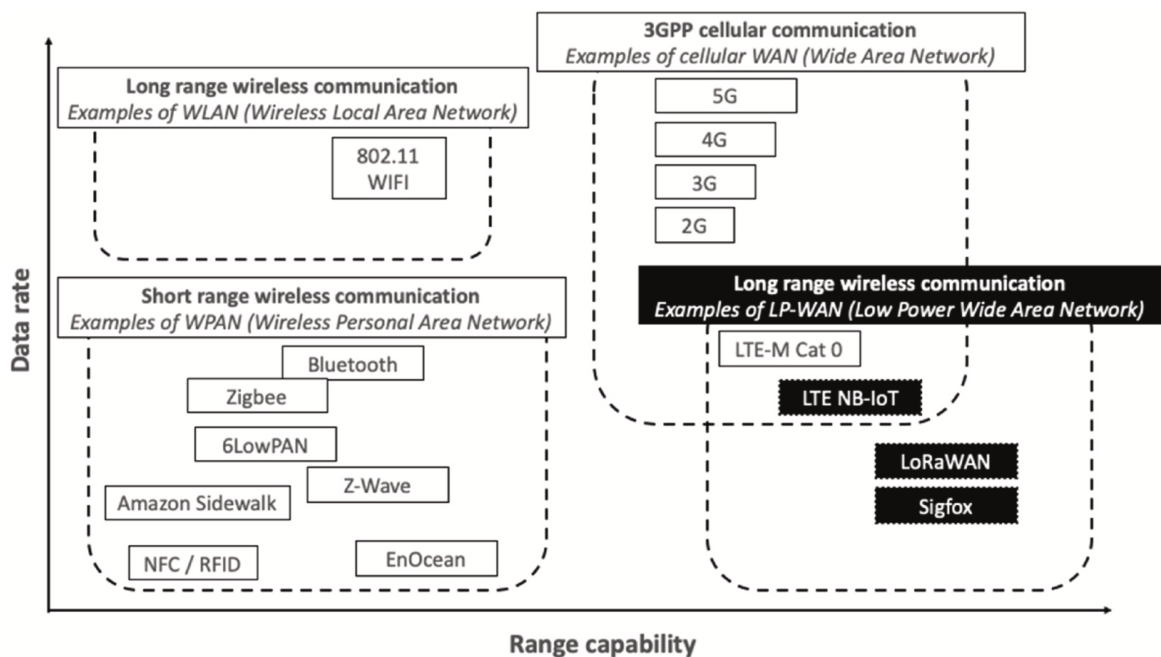 3GPP cellular communication
Examples of cellular WAN (Wide Area Network)
Long range wireless communication
Examples of WLAN (Wireless Local Area Network)
5G
4G
3G
2G
802.11
WIFI
Short range wireless communication
Examples of WPAN (Wireless Personal Area Network)
Long range wireless communication
Examples of LP-WAN (Low Power Wide Area Network)
Bluetooth
Zigbee
6LowPAN
Z-Wave
Amazon Sidewalk
NFC / RFID
EnOcean
LTE-M Cat 0
LTE NB-IoT
LoRaWAN
Sigfox
Data rate
Range capability